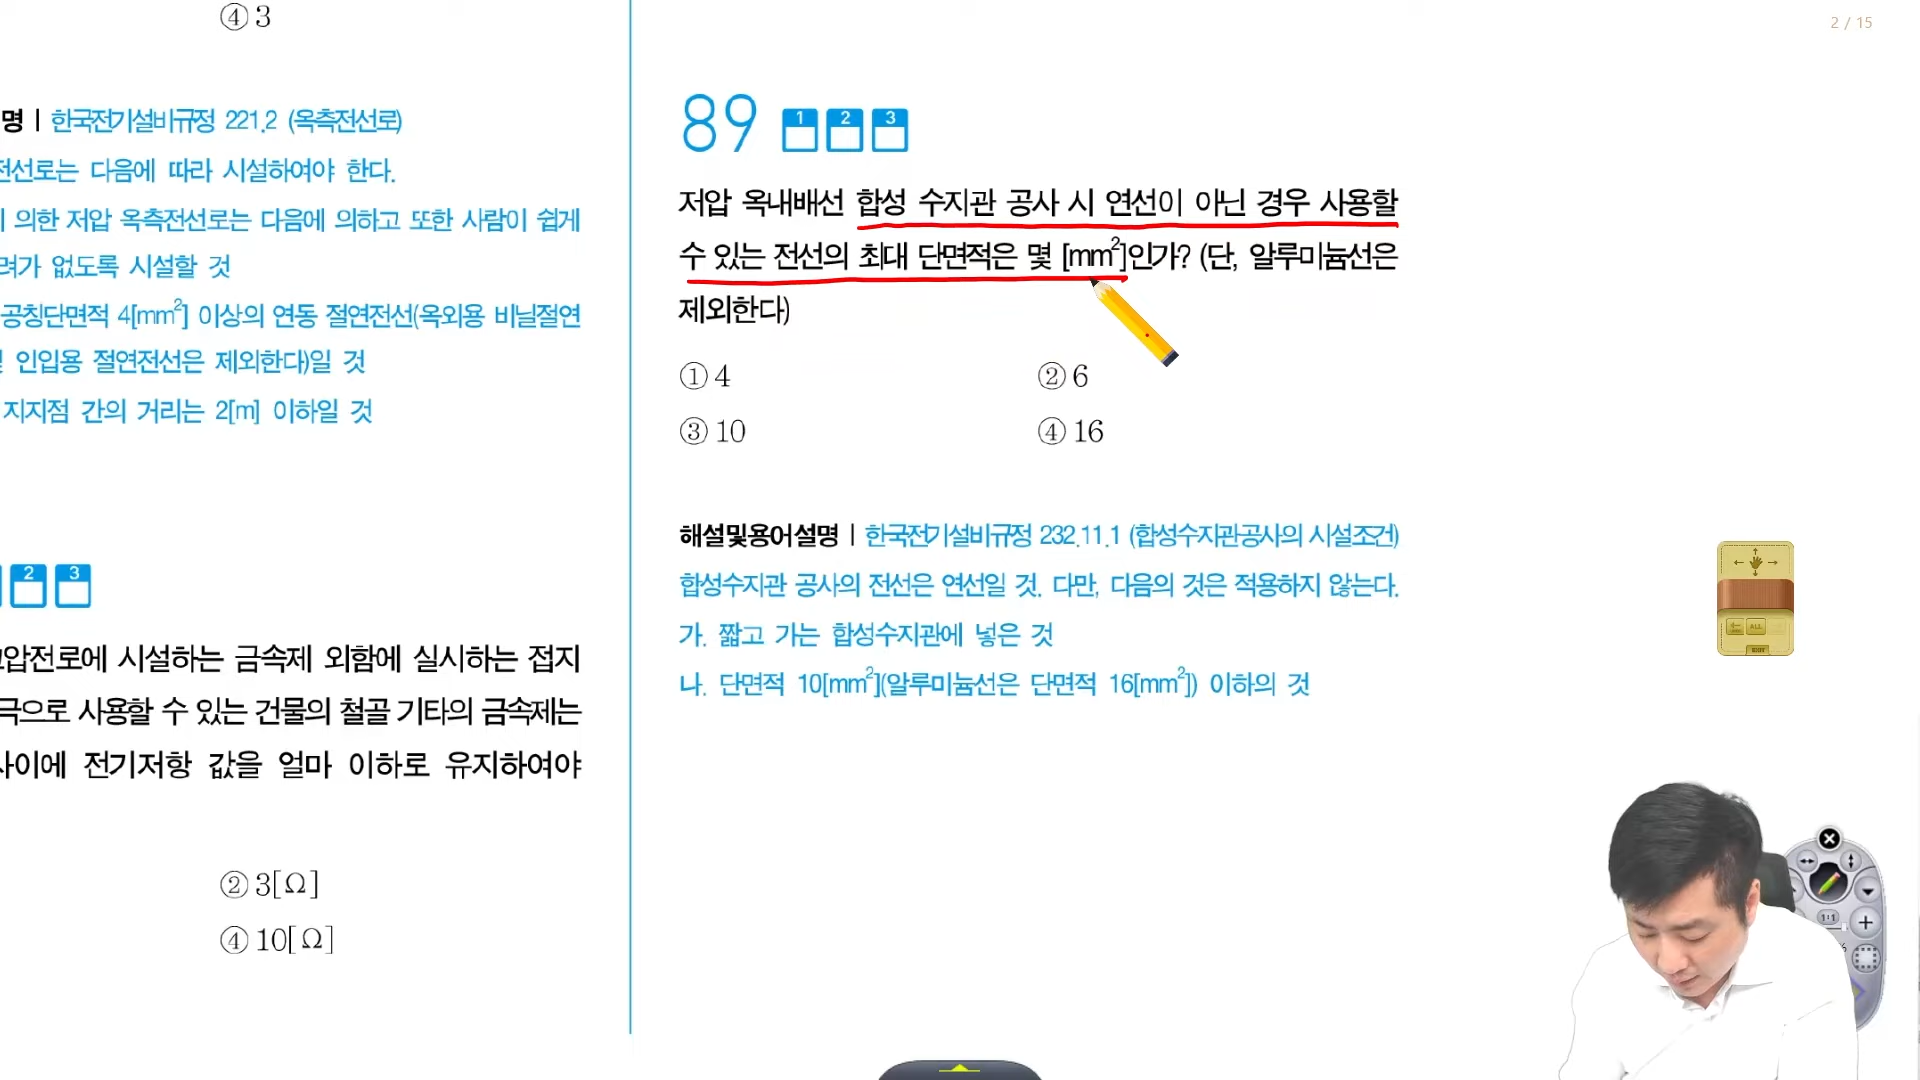 ④ 3
명 | 한국전기설비규정 221.2 (옥측전선로)
전선로는 다음에 따라 시설하여야 한다.
의한 저압 옥측전선로는 다음에 의하고 또한 사람이 쉽게
려가 없도록 시설할 것
공칭단면적 4[mm²] 이상의 연동 절연전선(옥외용 비닐절연
및 인입용 절연전선은 제외한다)일 것
지지점 간의 거리는 2[m] 이하일 것
2 3
고압전로에 시설하는 금속제 외함에 실시하는 접지
극으로 사용할 수 있는 건물의 철골 기타의 금속제는
사이에 전기저항 값을 얼마 이하로 유지하여야
② 3[Ω]
④ 10[Ω]
2 / 15
89 1 2 3
저압 옥내배선 합성 수지관 공사 시 연선이 아닌 경우 사용할
수 있는 전선의 최대 단면적은 몇 [mm²]인가? (단, 알루미늄선은
제외한다)
① 4 ② 6
③ 10 ④ 16
해설및용어설명 | 한국전기설비규정 232.11.1 (합성수지관공사의 시설조건)
합성수지관 공사의 전선은 연선일 것. 다만, 다음의 것은 적용하지 않는다.
가. 짧고 가는 합성수지관에 넣은 것
나. 단면적 10[mm²](알루미늄선은 단면적 16[mm²]) 이하의 것
ALL
EXIT
1:1